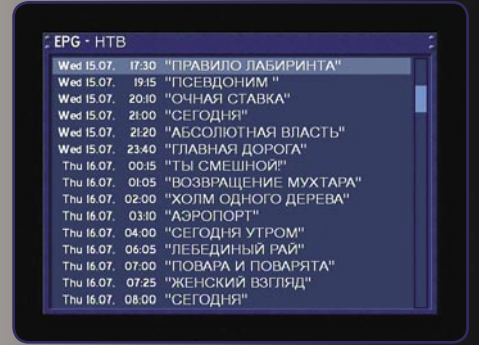 EPG - НТВ
Wed 15.07. 17:30 "ПРАВИЛО ЛАБИРИНТА"
Wed 15.07. 19:15 "ПСЕВДОНИМ "
Wed 15.07. 20:10 "ОЧНАЯ СТАВКА"
Wed 15.07. 21:00 "СЕГОДНЯ"
Wed 15.07. 21:20 "АБСОЛЮТНАЯ ВЛАСТЬ"
Wed 15.07. 23:40 "ГЛАВНАЯ ДОРОГА"
Thu 16.07. 00:15 "ТЫ СМЕШНОЙ!"
Thu 16.07. 01:05 "ВОЗВРАЩЕНИЕ МУХТАРА"
Thu 16.07. 02:00 "ХОЛМ ОДНОГО ДЕРЕВА"
Thu 16.07. 03:10 "АЭРОПОРТ"
Thu 16.07. 04:00 "СЕГОДНЯ УТРОМ"
Thu 16.07. 06:05 "ЛЕБЕДИНЫЙ РАЙ"
Thu 16.07. 07:00 "ПОВАРА И ПОВАРЯТА"
Thu 16.07. 07:25 "ЖЕНСКИЙ ВЗГЛЯД"
Thu 16.07. 08:00 "СЕГОДНЯ"